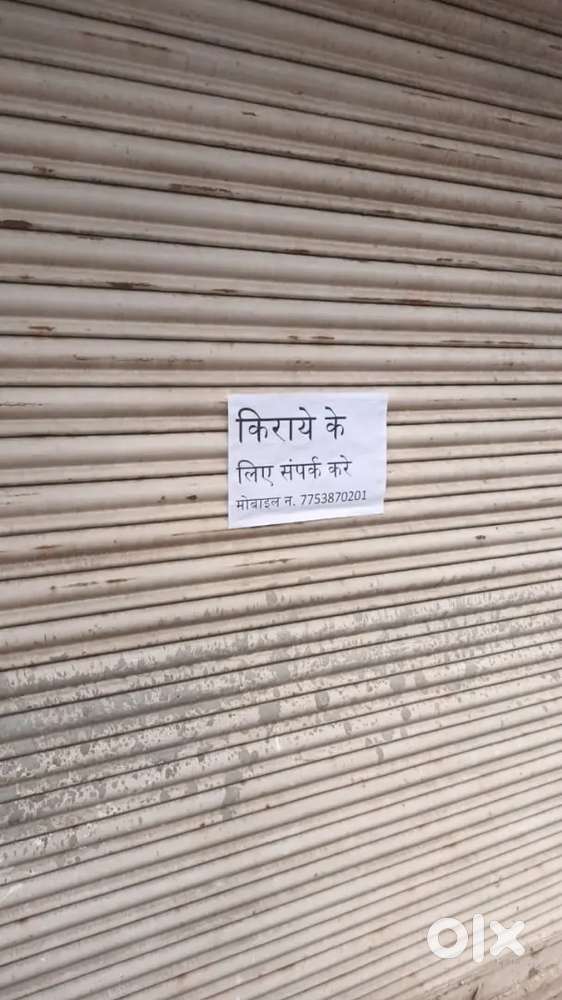 किराये के
लिए संपर्क करे
मोबाइल न. 7753870201
olx